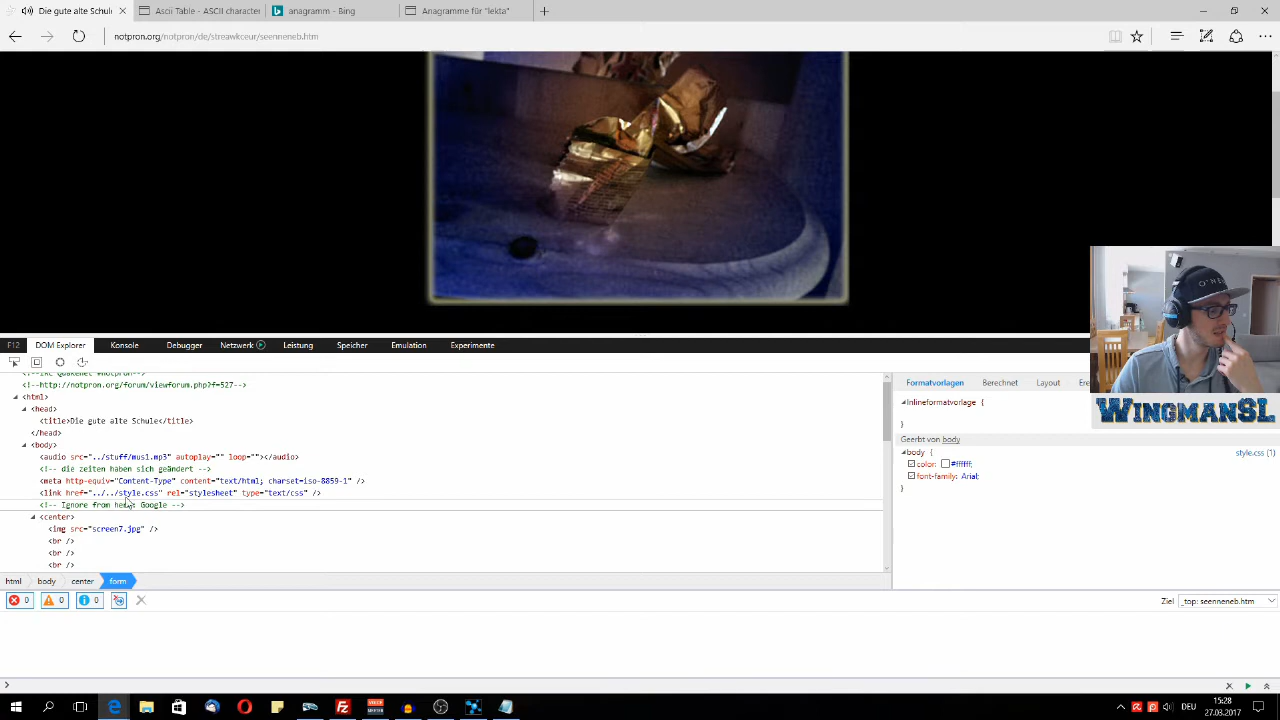 Die gute alte Schule
Ascii Table - ASCII character
anagramm - Bing
Anagramme für "lekta"
notpron.org/notpron/de/streawkceur/seenneneb.htm
F12
DOM Explorer
Konsole
Debugger
Netzwerk
Leistung
Speicher
Emulation
Experimente
<!--http://notpron.org/forum/viewforum.php?f=527-->
<html>
<head>
<title>Die gute alte Schule</title>
</head>
<body>
<audio src="../stuff/mus1.mp3" autoplay="" loop=""></audio>
<!-- die zeiten haben sich geändert -->
<meta http-equiv="Content-Type" content="text/html; charset=iso-8859-1" />
<link href="../../style.css" rel="stylesheet" type="text/css" />
<!-- Ignore from here: Google -->
<center>
<img src="screen7.jpg" />
<br />
<br />
<br />
html
body
center
form
Formatvorlagen
Berechnet
Layout
Inlineformatvorlage {
}
Geerbt von body
body {
style.css (1)
color: #ffffff;
font-family: Arial;
}
0
0
0
Ziel
_top: seenneneb.htm
WingmanSL
DEU
15:28
27.03.2017